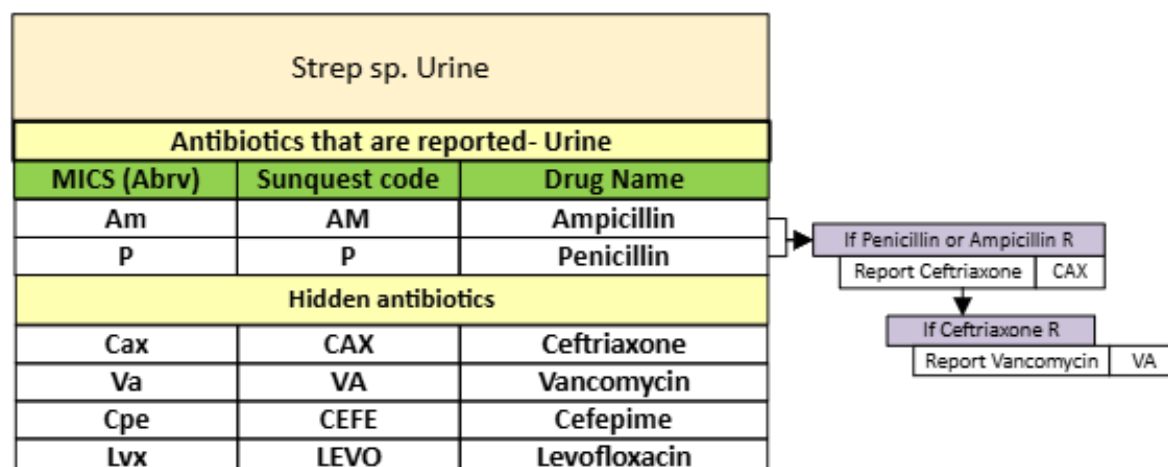 Strep sp. Urine
Antibiotics that are reported- Urine
MICS (Abrv) Sunquest code Drug Name
Am AM Ampicillin
P P Penicillin
If Penicillin or Ampicillin R
Report Ceftriaxone CAX
If Ceftriaxone R
Report Vancomycin VA
Hidden antibiotics
Cax CAX Ceftriaxone
Va VA Vancomycin
Cpe CEFE Cefepime
Lvx LEVO Levofloxacin